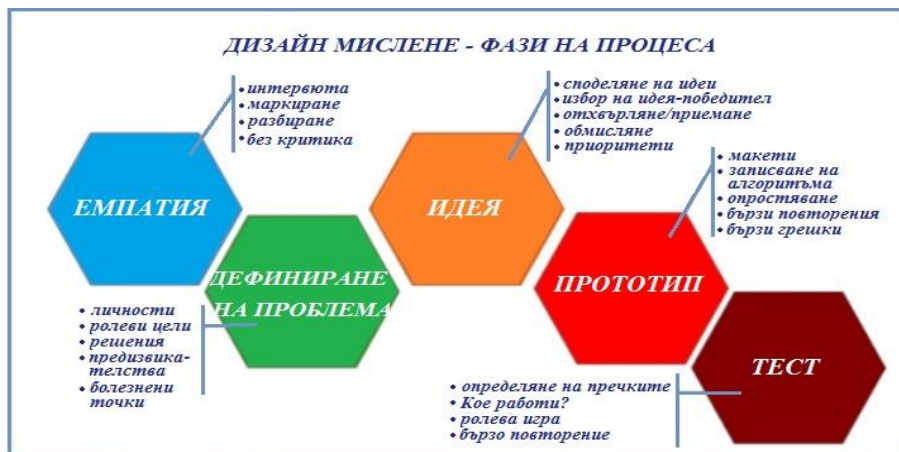 ДИЗАЙН МИСЛЕНЕ - ФАЗИ НА ПРОЦЕСА
• интервюта
• маркиране
• разбиране
• без критика
ЕМПАТИЯ
ДЕФИНИРАНЕ
НА ПРОБЛЕМА
• личности
• ролеви цели
• решения
• предизвика-
телства
• болезнени
точки
• споделяне на идеи
• избор на идея-победител
• отхвърляне/приемане
• обмисляне
• приоритети
ИДЕЯ
• макети
• записване на
алгоритъма
• опростяване
• бързи повторения
• бързи грешки
ПРОТОТИП
ТЕСТ
• определяне на пречките
• Кое работи?
• ролева игра
• бързо повторение